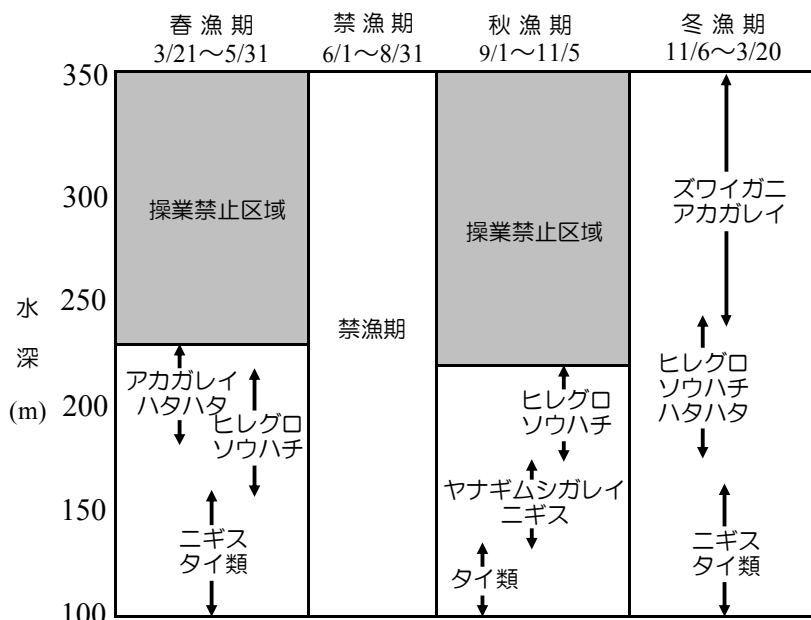 春漁期
3/21～5/31
禁漁期
6/1～8/31
秋漁期
9/1～11/5
冬漁期
11/6～3/20
水深
(m)
350
300
250
200
150
100
操業禁止区域
アカガレイ
ハタハタ
ヒレグロ
ソウハチ
ニギス
タイ類
禁漁期
操業禁止区域
ヒレグロ
ソウハチ
ヤナギムシガレイ
ニギス
タイ類
ズワイガニ
アカガレイ
ヒレグロ
ソウハチ
ハタハタ
ニギス
タイ類